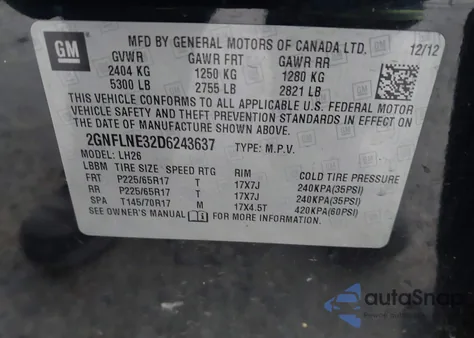 GM
MFD BY GENERAL MOTORS OF CANADA LTD. 12/12
GVWR GAWR FRT GAWR RR
2404 KG 1250 KG 1280 KG
5300 LB 2755 LB 2821 LB
THIS VEHICLE CONFORMS TO ALL APPLICABLE U.S. FEDERAL MOTOR
VEHICLE SAFETY AND THEFT PREVENTION STANDARDS IN EFFECT ON
THE DATE OF MANUFACTURE SHOWN ABOVE.
2GNFLNE32D6243637 TYPE: M.P.V.
MODEL: LH26
LBBM TIRE SIZE SPEED RTG RIM COLD TIRE PRESSURE
FRT P225/65R17 T 17X7J 240KPA(35PSI)
RR P225/65R17 T 17X7J 240KPA(35PSI)
SPA T145/70R17 M 17X4.5T 420KPA(60PSI)
SEE OWNER'S MANUAL FOR ADDITIONAL INFORMATION.
autoSnap